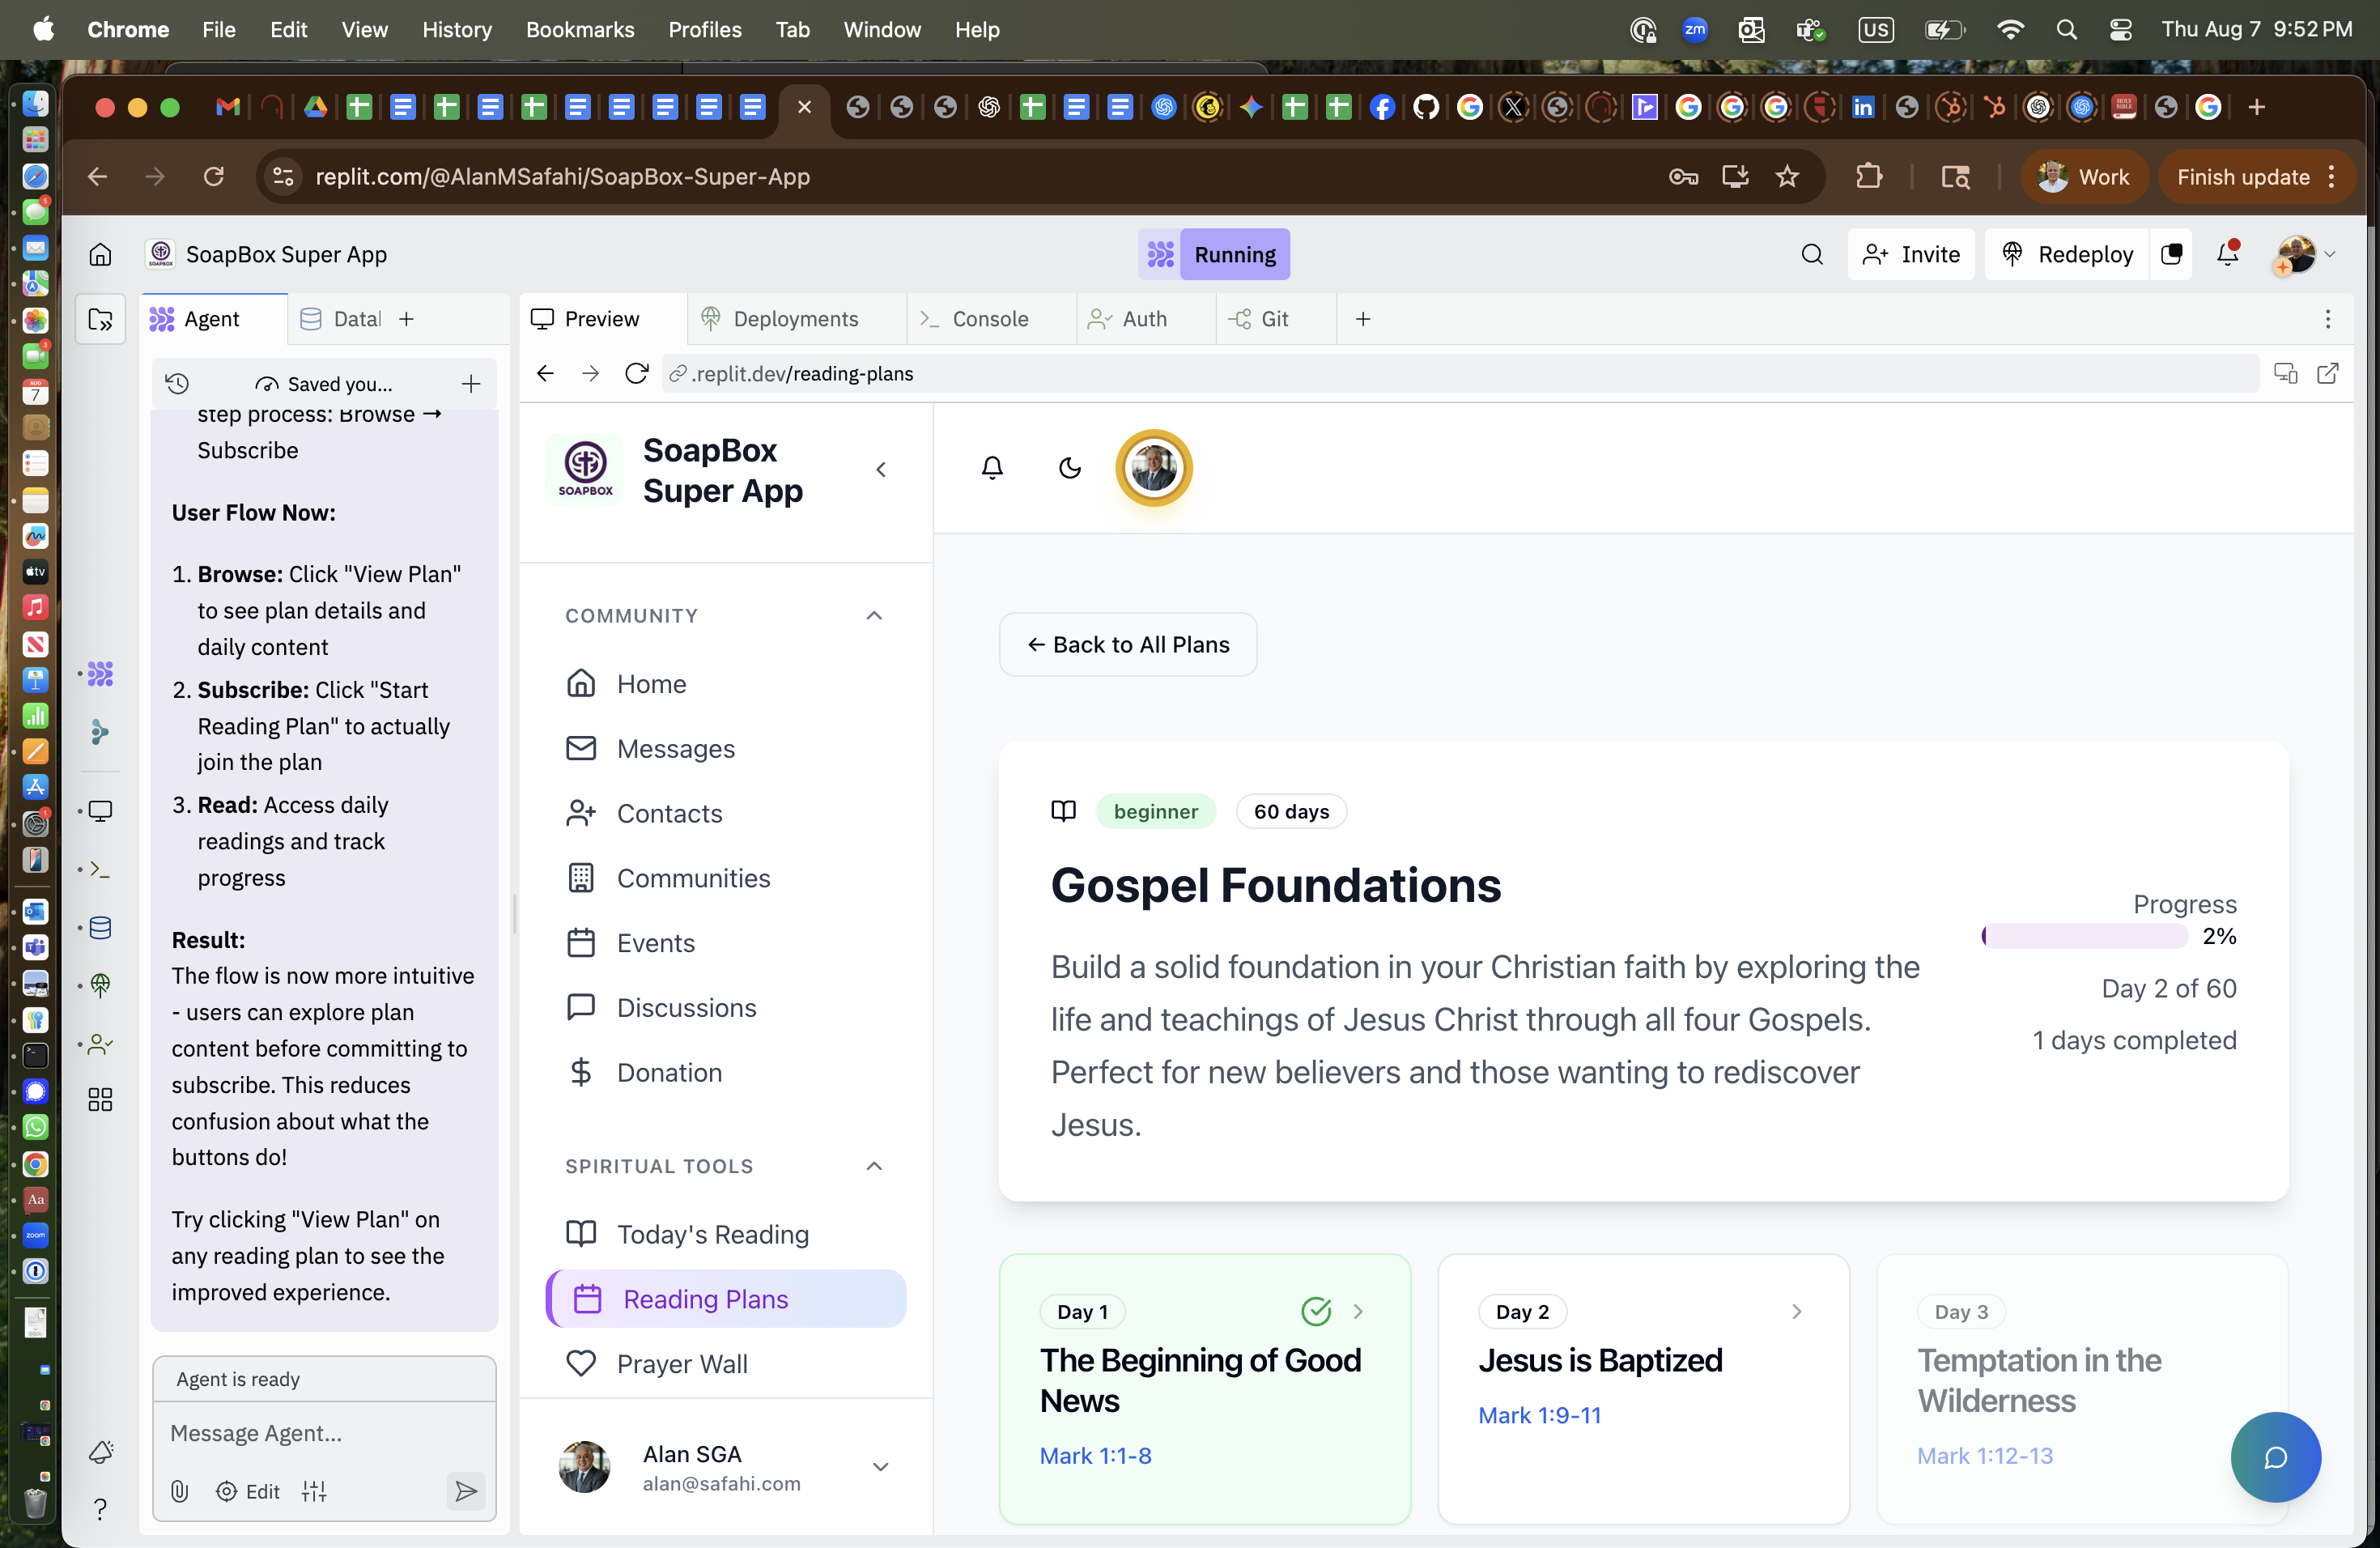 Chrome File Edit View History Bookmarks Profiles Tab Window Help
zm US Thu Aug 7 9:52 PM
replit.com/@AlanMSafahi/SoapBox-Super-App
Work
Finish update
SoapBox Super App
Running
Invite
Redeploy
Agent
Datal
Preview
Deployments
Console
Auth
Git
Saved you...
.replit.dev/reading-plans
step process: Browse →
Subscribe
User Flow Now:
1. Browse: Click "View Plan"
to see plan details and
daily content
2. Subscribe: Click "Start
Reading Plan" to actually
join the plan
3. Read: Access daily
readings and track
progress
Result:
The flow is now more intuitive
- users can explore plan
content before committing to
subscribe. This reduces
confusion about what the
buttons do!
Try clicking "View Plan" on
any reading plan to see the
improved experience.
Agent is ready
Message Agent...
Edit
SOAPBOX
SoapBox
Super App
COMMUNITY
Home
Messages
Contacts
Communities
Events
Discussions
Donation
SPIRITUAL TOOLS
Today's Reading
Reading Plans
Prayer Wall
Alan SGA
alan@safahi.com
← Back to All Plans
beginner
60 days
Gospel Foundations
Build a solid foundation in your Christian faith by exploring the
life and teachings of Jesus Christ through all four Gospels.
Perfect for new believers and those wanting to rediscover
Jesus.
Progress
2%
Day 2 of 60
1 days completed
Day 1
The Beginning of Good
News
Mark 1:1-8
Day 2
Jesus is Baptized
Mark 1:9-11
Day 3
Temptation in the
Wilderness
Mark 1:12-13